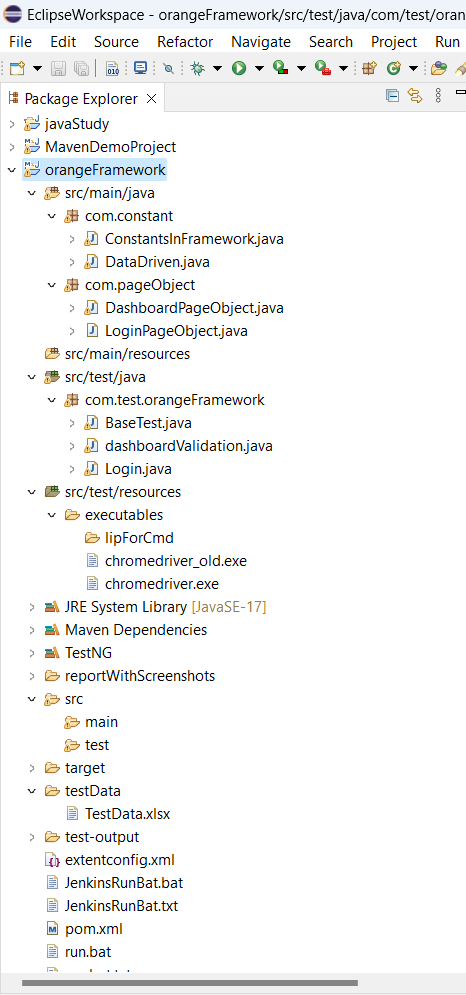 EclipseWorkspace - orangeFramework/src/test/java/com/test/oran
File Edit Source Refactor Navigate Search Project Run
010
Package Explorer
javaStudy
MavenDemoProject
orangeFramework
src/main/java
com.constant
ConstantsInFramework.java
DataDriven.java
com.pageObject
DashboardPageObject.java
LoginPageObject.java
src/main/resources
src/test/java
com.test.orangeFramework
BaseTest.java
dashboardValidation.java
Login.java
src/test/resources
executables
lipForCmd
chromedriver_old.exe
chromedriver.exe
JRE System Library [JavaSE-17]
Maven Dependencies
TestNG
reportWithScreenshots
src
main
test
target
testData
TestData.xlsx
test-output
extentconfig.xml
JenkinsRunBat.bat
JenkinsRunBat.txt
pom.xml
run.bat